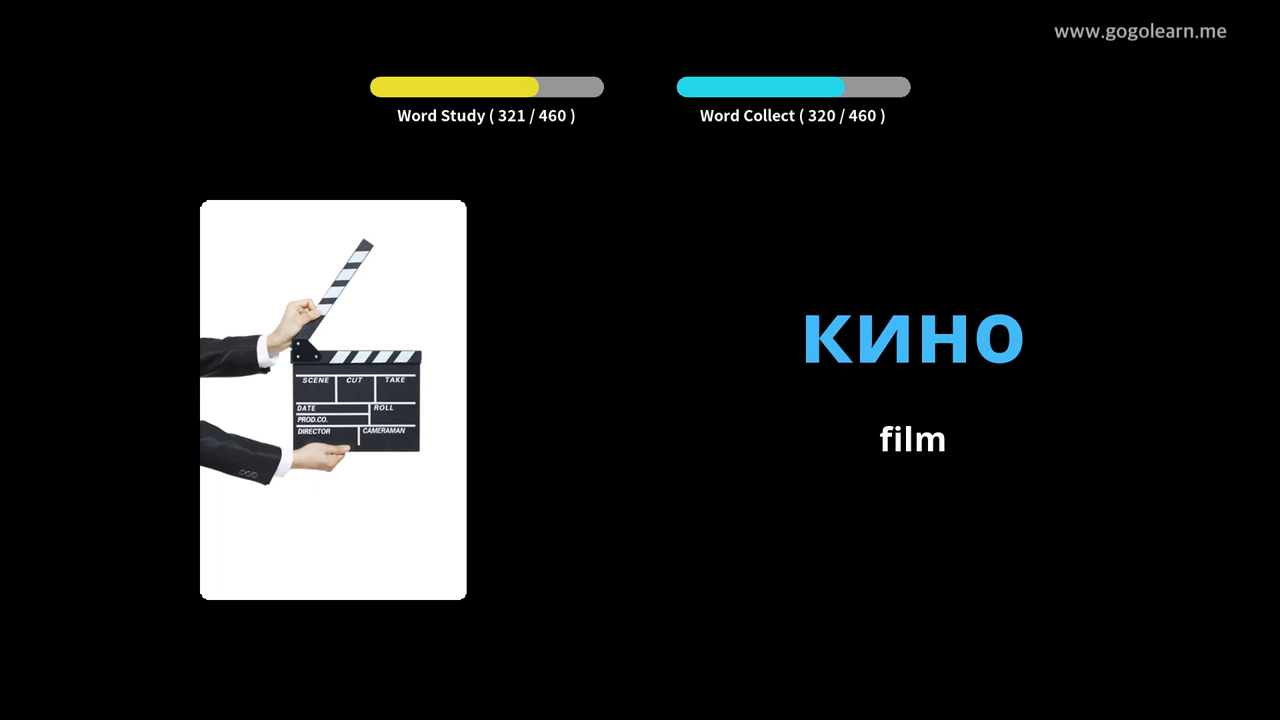 www.gogolearn.me
Word Study ( 321 / 460 )
Word Collect ( 320 / 460 )
SCENE CUT TAKE
DATE ROLL
PROD.CO.
DIRECTOR CAMERAMAN
кино
film